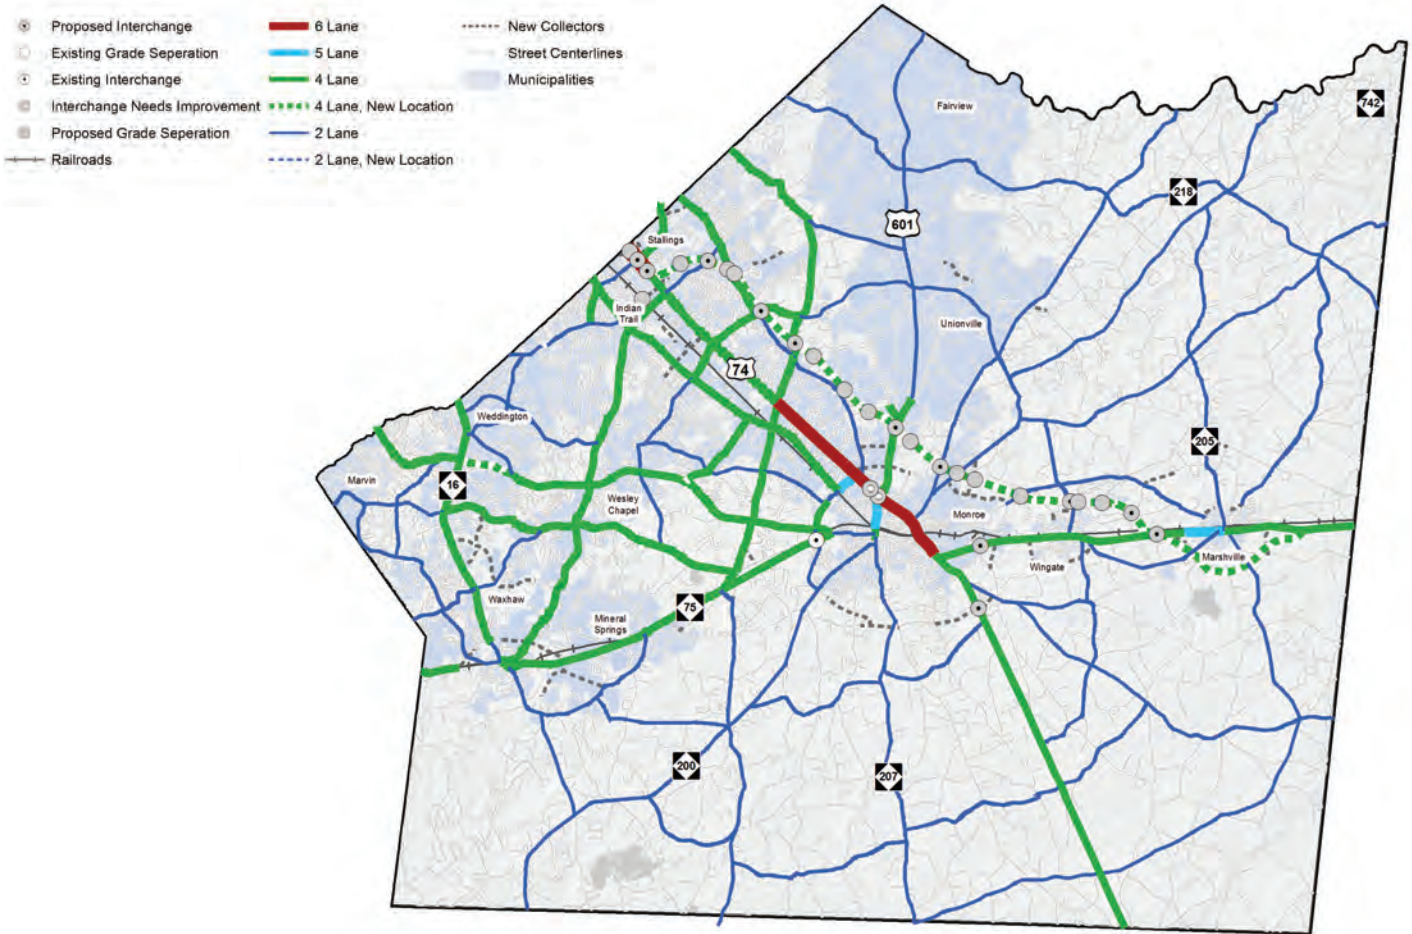 Proposed Interchange
Existing Grade Seperation
Existing Interchange
Interchange Needs Improvement
Proposed Grade Seperation
Railroads
6 Lane
5 Lane
4 Lane
4 Lane, New Location
2 Lane
2 Lane, New Location
New Collectors
Street Centerlines
Municipalities
Fairview
742
218
601
Stallings
Indian
Trail
Unionville
74
Weddington
205
Marvin
16
Wesley
Chapel
Monroe
Marshville
Wingate
Waxhaw
75
Mineral
Springs
200
207